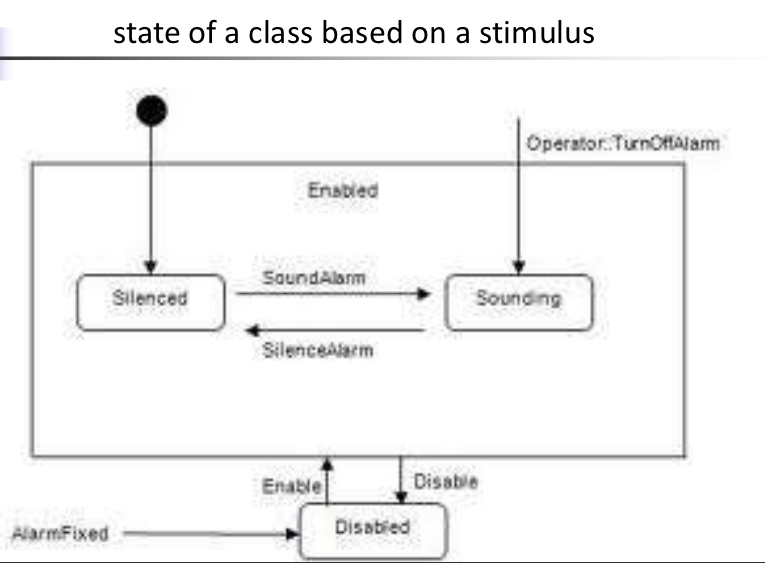 state of a class based on a stimulus
Operator::TurnOffAlarm
Enabled
SoundAlarm
Silenced
Sounding
SilenceAlarm
Enable
Disable
AlarmFixed
Disabled